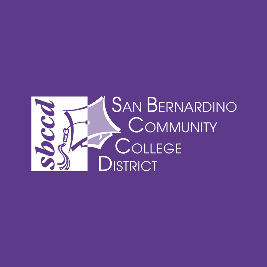 sbccd
SAN BERNARDINO
COMMUNITY
COLLEGE
DISTRICT